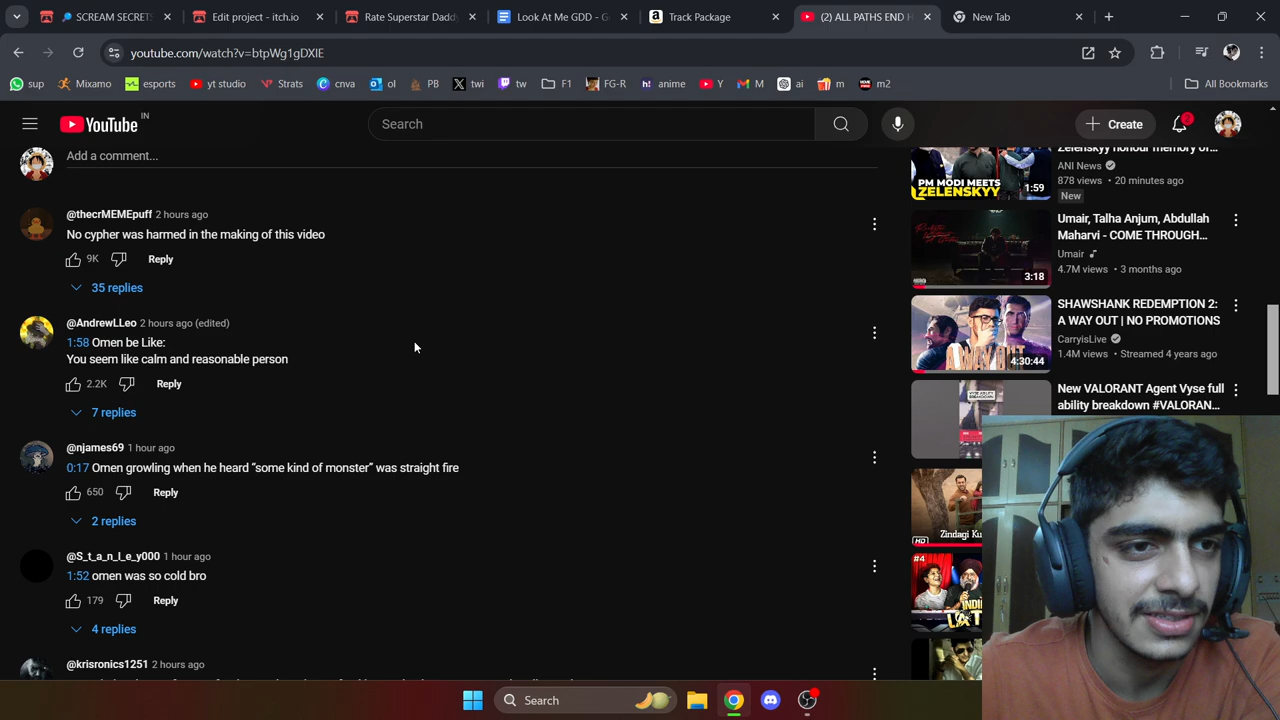 SCREAM SECRETS
Edit project - itch.io
Rate Superstar Daddy
Look At Me GDD - G
Track Package
(2) ALL PATHS END H
New Tab
youtube.com/watch?v=btpWg1gDXIE
sup
Mixamo
esports
yt studio
Strats
cnva
ol
PB
twi
tw
F1
FG-R
anime
Y
M
ai
m
m2
All Bookmarks
YouTube IN
Search
Create
2
Add a comment...
@thecrMEMEpuff 2 hours ago
No cypher was harmed in the making of this video
9K Reply
35 replies
@AndrewLLeo 2 hours ago (edited)
1:58 Omen be Like:
You seem like calm and reasonable person
2.2K Reply
7 replies
@njames69 1 hour ago
0:17 Omen growling when he heard “some kind of monster” was straight fire
650 Reply
2 replies
@S_t_a_n_l_e_y000 1 hour ago
1:52 omen was so cold bro
179 Reply
4 replies
@krisronics1251 2 hours ago
PM MODI MEETS
ZELENSKYY
1:59
Zelenskyy honour memory of...
ANI News
878 views • 20 minutes ago
New
3:18
Umair, Talha Anjum, Abdullah
Maharvi - COME THROUGH...
Umair
4.7M views • 3 months ago
4:30:44
SHAWSHANK REDEMPTION 2:
A WAY OUT | NO PROMOTIONS
CarryisLive
1.4M views • Streamed 4 years ago
VYSE ABILITY
BREAKDOWN
New VALORANT Agent Vyse full
ability breakdown #VALORAN...
HD
Zindagi Ku
#4
INDI
LAT
Search